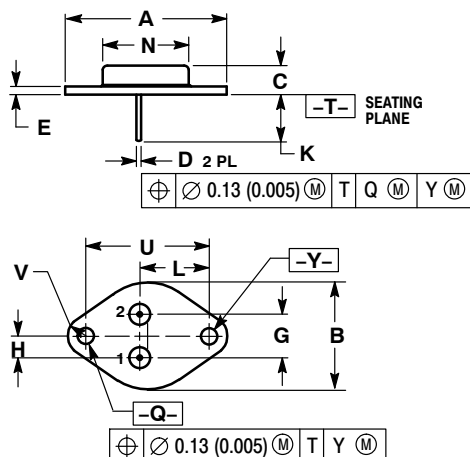 A
N
C
E
–T– SEATING PLANE
K
D 2 PL
⌖ ∅ 0.13 (0.005) Ⓜ T Q Ⓜ Y Ⓜ
U
V
L
–Y–
2
H
G
B
1
–Q–
⌖ ∅ 0.13 (0.005) Ⓜ T Y Ⓜ